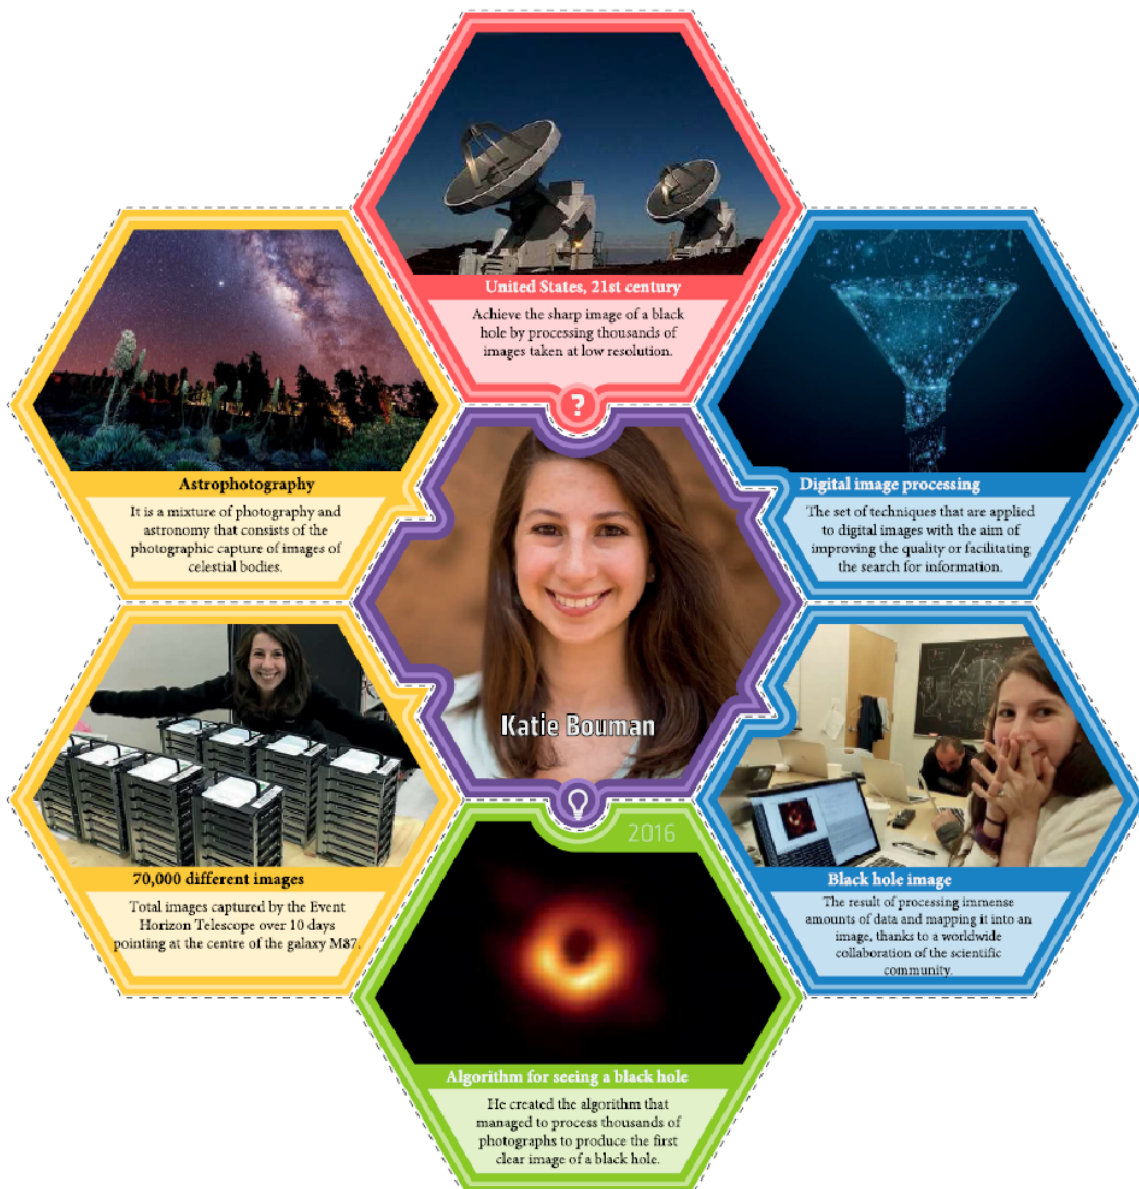 United States, 21st century
Achieve the sharp image of a black
hole by processing thousands of
images taken at low resolution.
?
Astrophotography
It is a mixture of photography and
astronomy that consists of the
photographic capture of images of
celestial bodies.
Digital image processing
The set of techniques that are applied
to digital images with the aim of
improving the quality or facilitating
the search for information.
Katie Bouman
70,000 different images
Total images captured by the Event
Horizon Telescope over 10 days
pointing at the centre of the galaxy M87.
Black hole image
The result of processing immense
amounts of data and mapping it into an
image, thanks to a worldwide
collaboration of the scientific
community.
2016
Algorithm for seeing a black hole
He created the algorithm that
managed to process thousands of
photographs to produce the first
clear image of a black hole.